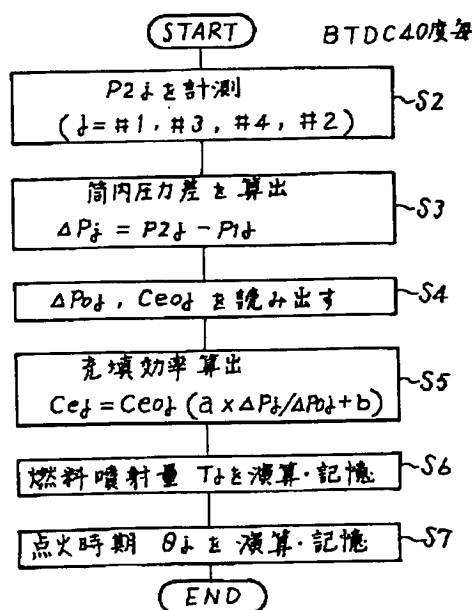 START
BTDC40度毎
P2jを計測
(j=#1, #3, #4, #2)
~S2
筒内圧力差を算出
ΔPj = P2j - P1j
~S3
ΔPoj, Ceojを読み出す
~S4
充填効率算出
Cej=Ceoj(a×ΔPj/ΔPoj+b)
~S5
燃料噴射量 Tjを演算・記憶
~S6
点火時期 θjを演算・記憶
~S7
END